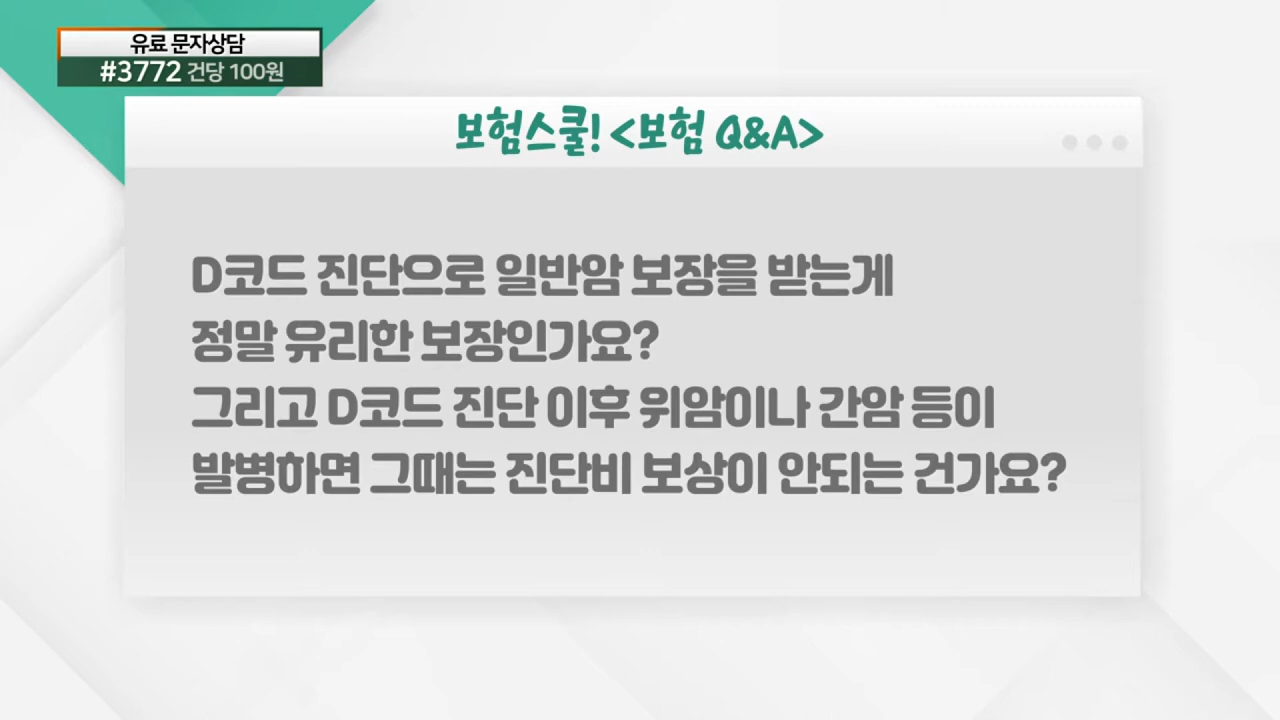 유료 문자상담
#3772 건당 100원
보험스쿨! <보험 Q&A>
D코드 진단으로 일반암 보장을 받는게
정말 유리한 보장인가요?
그리고 D코드 진단 이후 위암이나 간암 등이
발병하면 그때는 진단비 보상이 안되는 건가요?